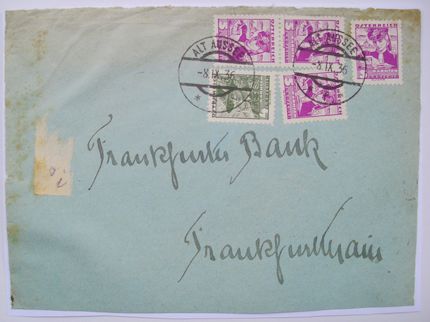 ÖSTERREICH
ALT AUSSEE
-8.IX.36
ALT AUSSEE
-8.IX.36
Frankfurter Bank
Frankfurt/Main